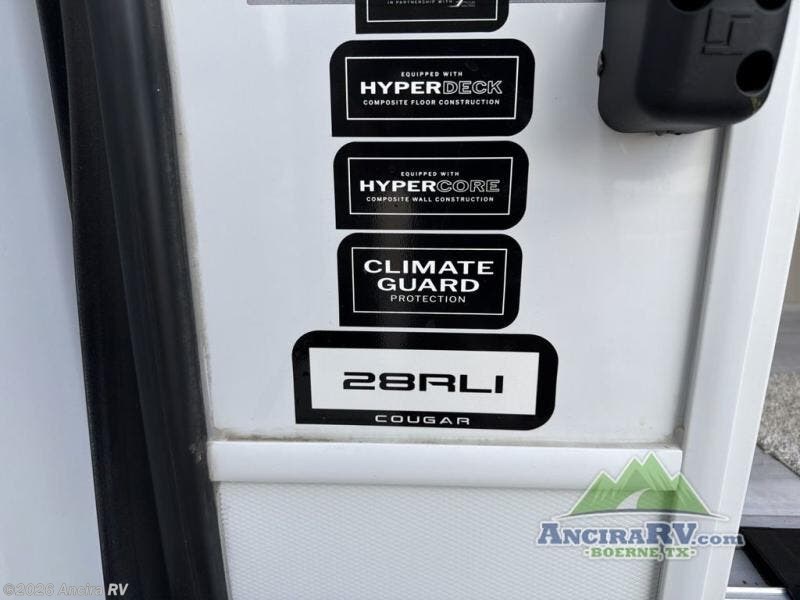 IN PARTNERSHIP WITH
EQUIPPED WITH
HYPERDECK
COMPOSITE FLOOR CONSTRUCTION
EQUIPPED WITH
HYPERCORE
COMPOSITE WALL CONSTRUCTION
CLIMATE
GUARD
PROTECTION
28RLI
COUGAR
ANCIRARV.com
BOERNE, TX
©2026 Ancira RV